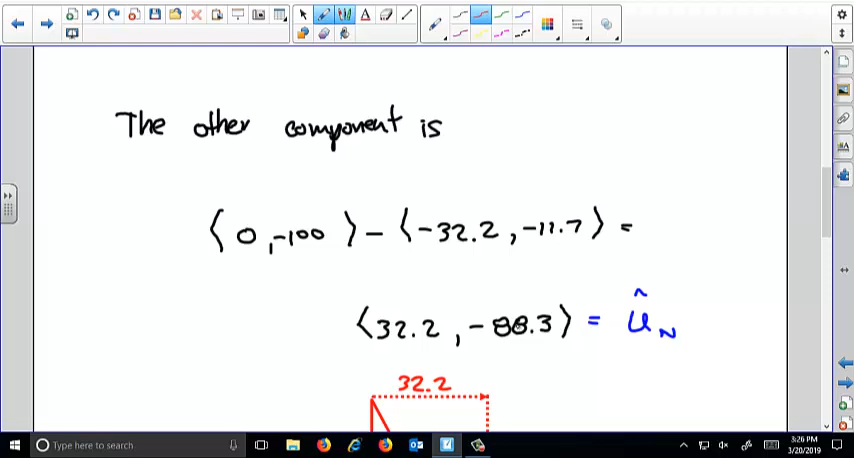 The other component is
⟨0,-100⟩-⟨-32.2,-11.7⟩=
⟨32.2,-88.3⟩=û_N
32.2
Type here to search
3:26 PM
3/20/2019